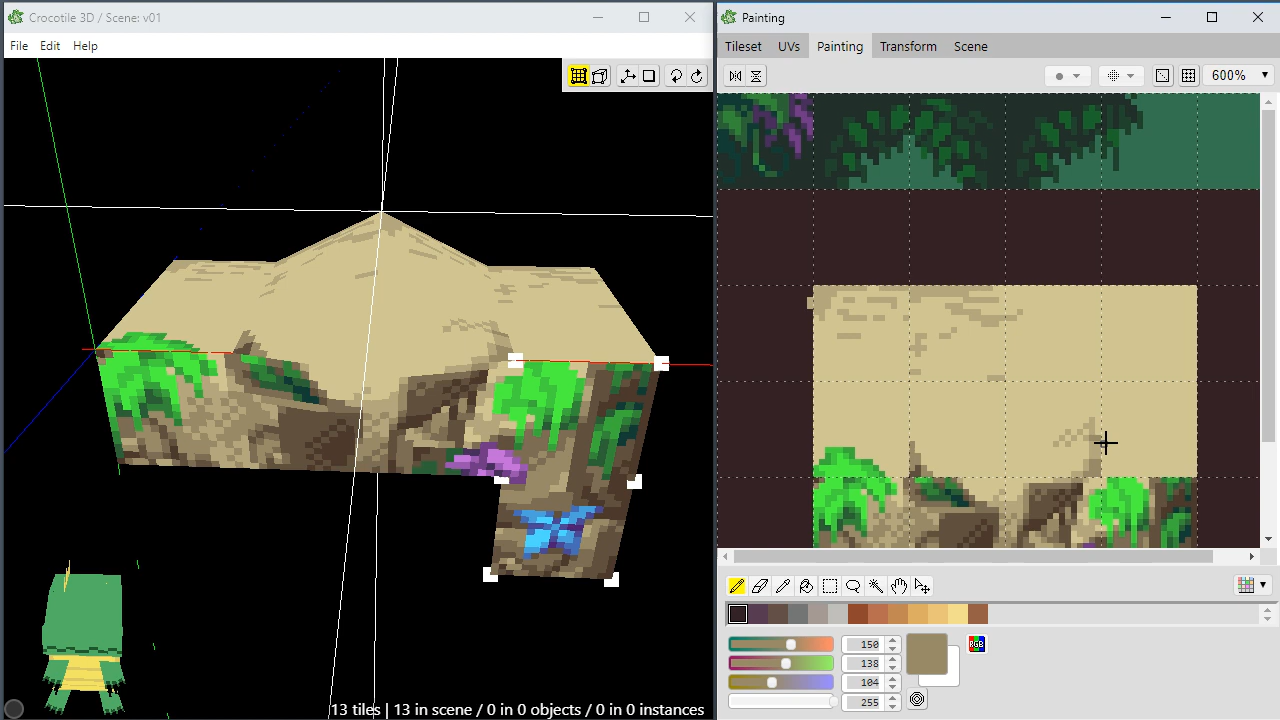 Crocotile 3D / Scene: v01
File Edit Help
13 tiles | 13 in scene / 0 in 0 objects / 0 in 0 instances
Painting
Tileset UVs Painting Transform Scene
600%
150
138
104
255
RGB